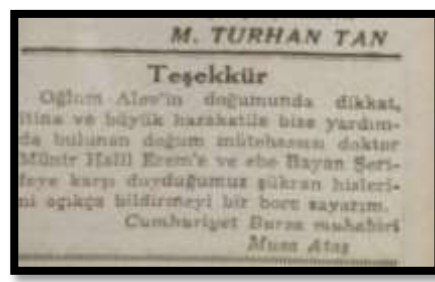 M. TURHAN TAN
Teşekkür
Oğlum Alev'in doğumunda dikkat,
itina ve büyük hazakatile bize yardım-
da bulunan doğum mütehassısı doktor
Münir Halil Erem'e ve ebe Bayan Şeri-
feye karşı duyduğumuz şükran hisleri-
ni açıkça bildirmeyi bir borc sayarım.
Cumhuriyet Bursa muhabiri
Musa Ataş